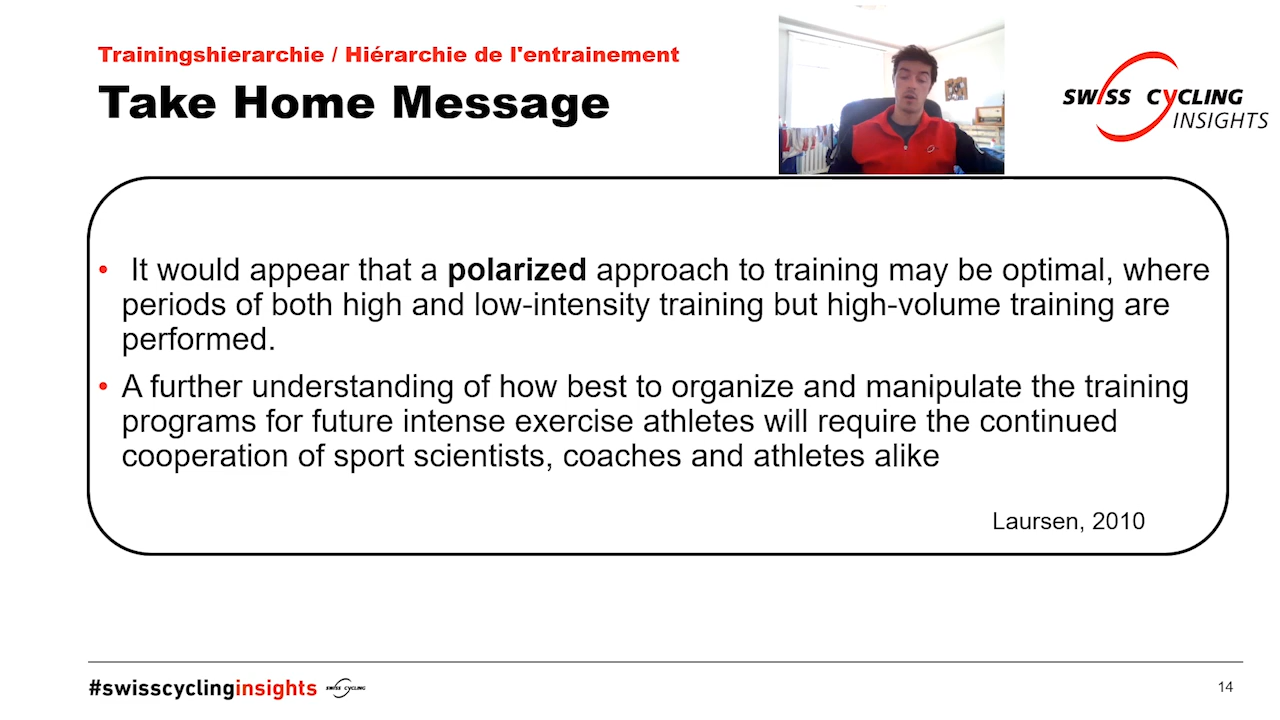 Trainingshierarchie / Hiérarchie de l'entrainement
Take Home Message
SWISS CYCLING
INSIGHTS
• It would appear that a polarized approach to training may be optimal, where
periods of both high and low-intensity training but high-volume training are
performed.
• A further understanding of how best to organize and manipulate the training
programs for future intense exercise athletes will require the continued
cooperation of sport scientists, coaches and athletes alike
Laursen, 2010
#swisscyclinginsights SWISS CYCLING
14